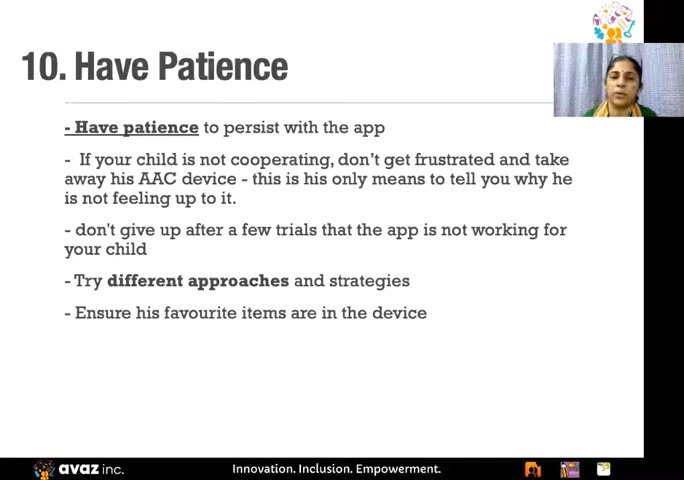 10. Have Patience
- Have patience to persist with the app
- If your child is not cooperating, don't get frustrated and take
away his AAC device - this is his only means to tell you why he
is not feeling up to it.
- don't give up after a few trials that the app is not working for
your child
- Try different approaches and strategies
- Ensure his favourite items are in the device
avaz inc.
Innovation. Inclusion. Empowerment.